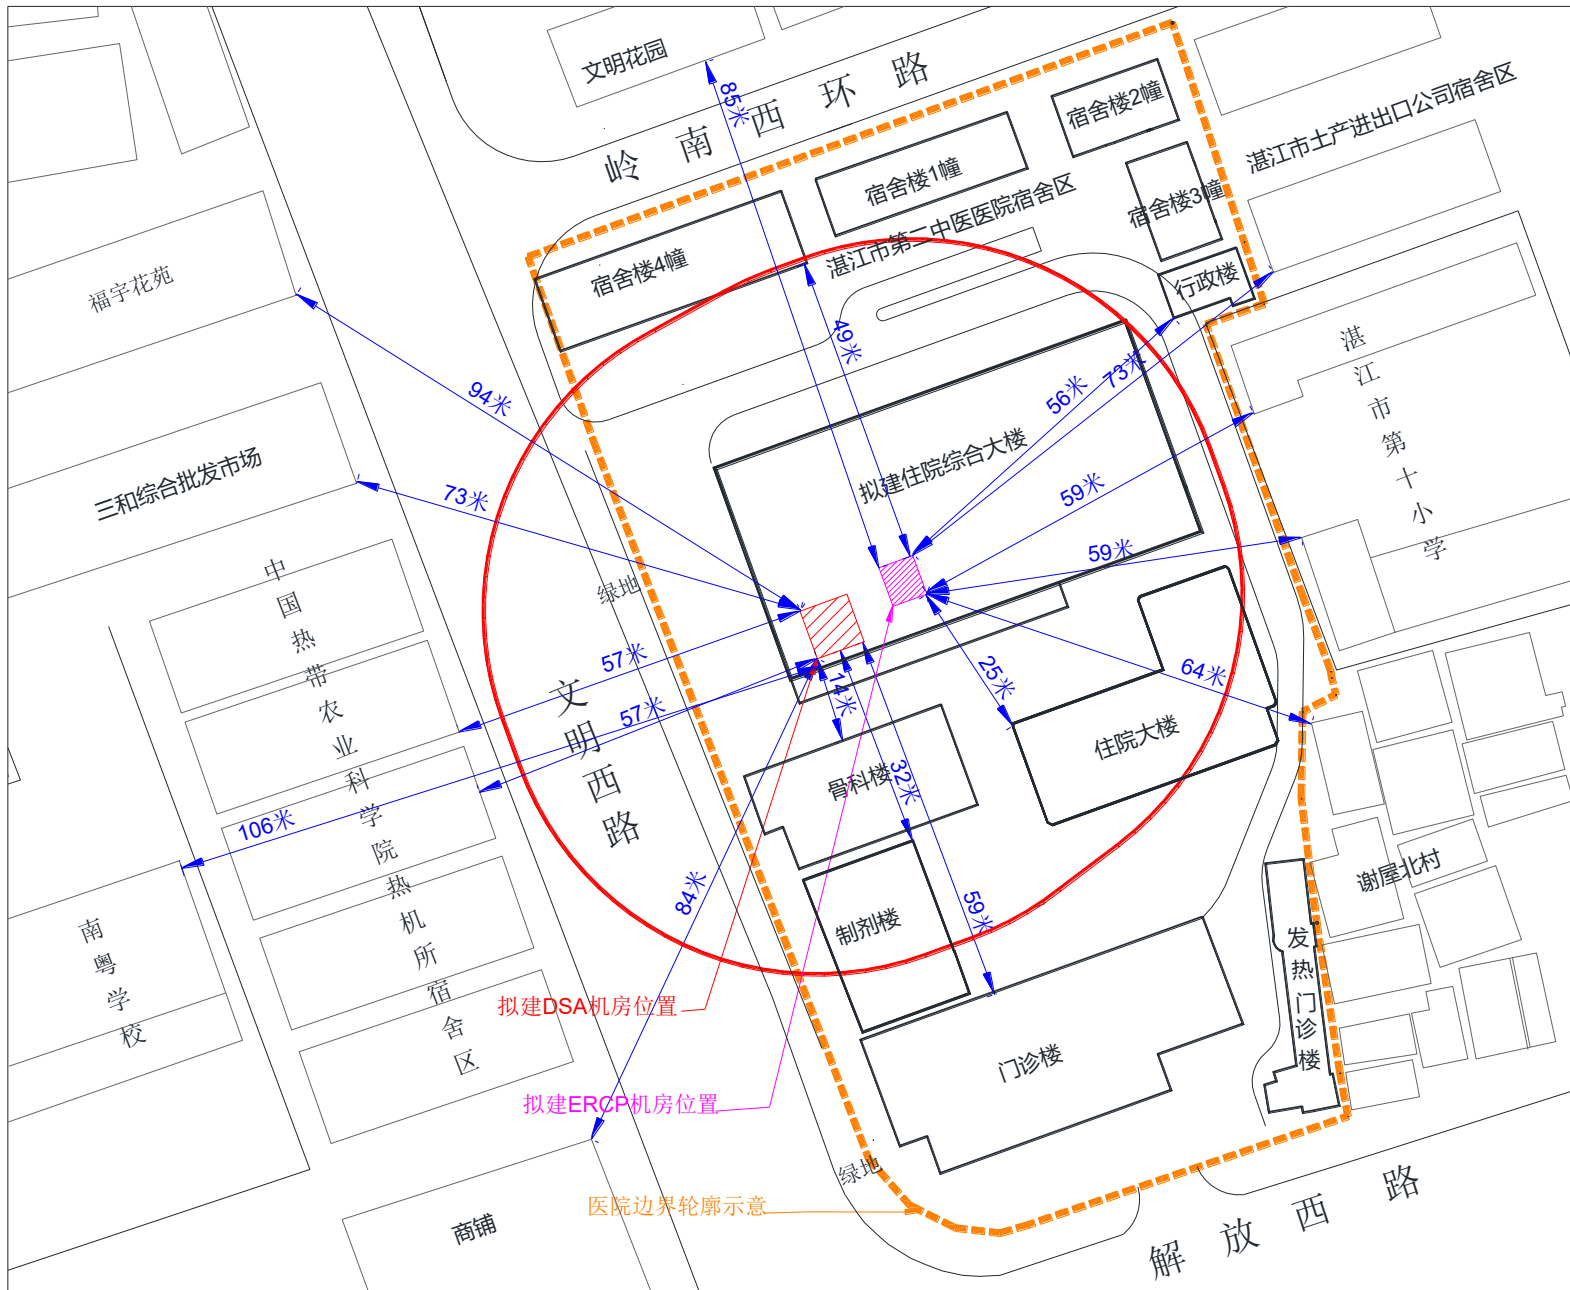 文明花园
85米
岭南西环路
宿舍楼2幢
湛江市土产进出口公司宿舍区
宿舍楼1幢
宿舍楼3幢
湛江市第二中医医院宿舍区
宿舍楼4幢
行政楼
福宇花苑
49米
湛江市第十小学
94米
56米
73米
拟建住院综合大楼
三和综合批发市场
73米
59米
59米
绿地
中国热带农业科学院热机所宿舍区
57米
57米
14米
25米
64米
文明西路
住院大楼
骨科楼
32米
106米
84米
谢屋北村
59米
制剂楼
南粤学校
发热门诊楼
拟建DSA机房位置
门诊楼
拟建ERCP机房位置
绿地
医院边界轮廓示意
商铺
解放西路